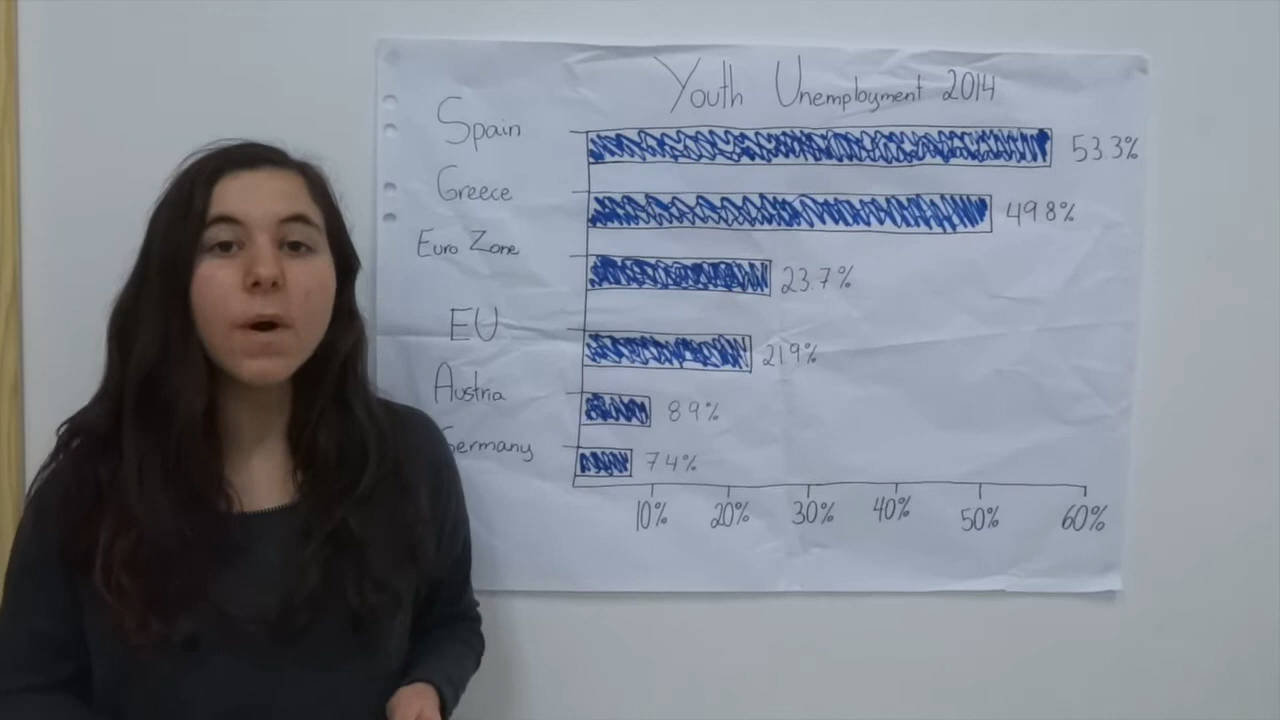 Youth Unemployment 2014
Spain 53.3%
Greece 49.8%
Euro Zone 23.7%
EU 21.9%
Austria 8.9%
Germany 7.4%
10% 20% 30% 40% 50% 60%